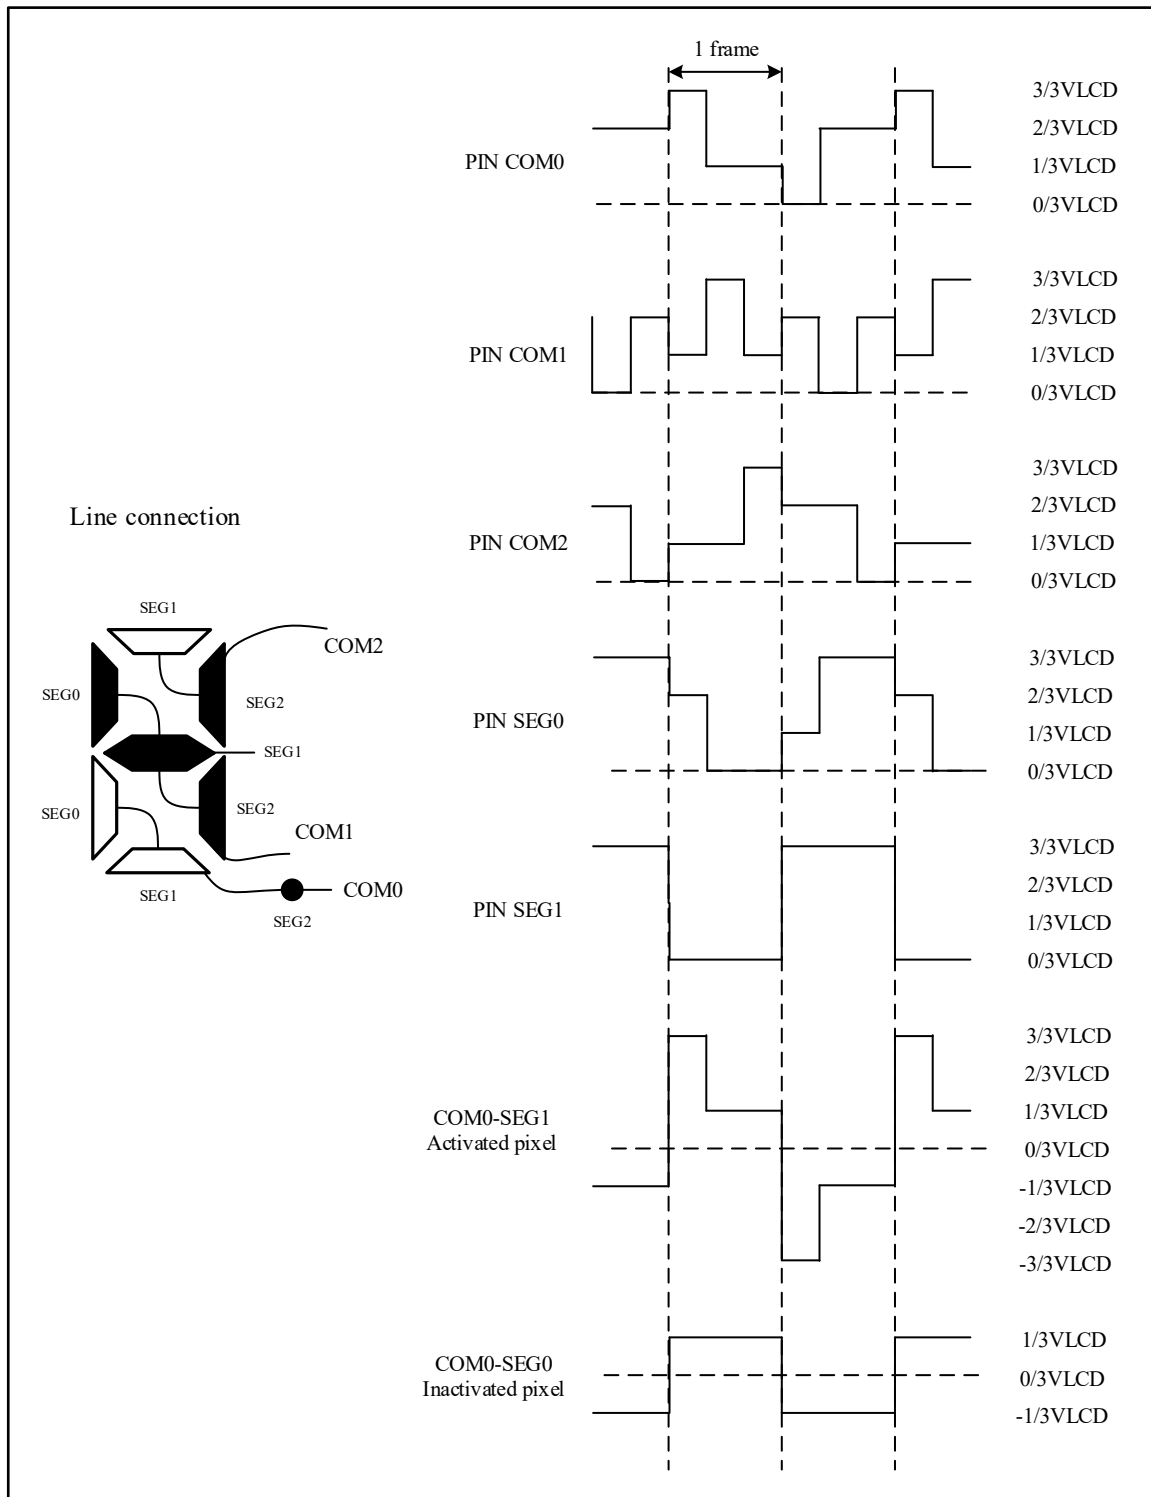 1 frame
3/3VLCD
2/3VLCD
PIN COM0
1/3VLCD
0/3VLCD
3/3VLCD
2/3VLCD
PIN COM1
1/3VLCD
0/3VLCD
3/3VLCD
2/3VLCD
PIN COM2
1/3VLCD
0/3VLCD
Line connection
SEG1
COM2
SEG0
SEG2
SEG1
SEG0
SEG2
COM1
SEG1
COM0
SEG2
3/3VLCD
2/3VLCD
PIN SEG0
1/3VLCD
0/3VLCD
3/3VLCD
2/3VLCD
PIN SEG1
1/3VLCD
0/3VLCD
3/3VLCD
2/3VLCD
COM0-SEG1
Activated pixel
1/3VLCD
0/3VLCD
-1/3VLCD
-2/3VLCD
-3/3VLCD
COM0-SEG0
Inactivated pixel
1/3VLCD
0/3VLCD
-1/3VLCD